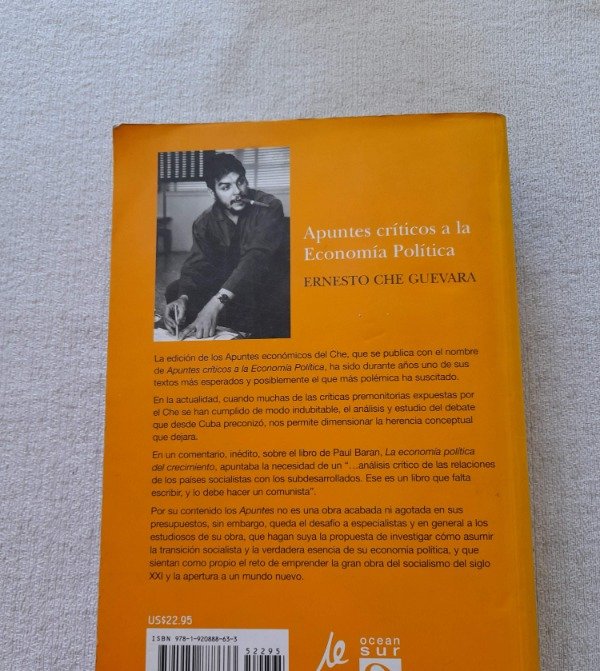 Apuntes críticos a la
Economía Política
ERNESTO CHE GUEVARA
La edición de los Apuntes económicos del Che, que se publica con el nombre
de Apuntes críticos a la Economía Política, ha sido durante años uno de sus
textos más esperados y posiblemente el que más polémica ha suscitado.
En la actualidad, cuando muchas de las críticas premonitorias expuestas por
el Che se han cumplido de modo indubitable, el análisis y estudio del debate
que desde Cuba preconizó, nos permite dimensionar la herencia conceptual
que dejara.
En un comentario, inédito, sobre el libro de Paul Baran, La economía política
del crecimiento, apuntaba la necesidad de un “…análisis crítico de las relaciones
de los países socialistas con los subdesarrollados. Ese es un libro que falta
escribir, y lo debe hacer un comunista”.
Por su contenido los Apuntes no es una obra acabada ni agotada en sus
presupuestos, sin embargo, queda el desafío a especialistas y en general a los
estudiosos de su obra, que hagan suya la propuesta de investigar cómo asumir
la transición socialista y la verdadera esencia de su economía política, y que
sientan como propio el reto de emprender la gran obra del socialismo del siglo
XXI y la apertura a un mundo nuevo.
US$22.95
ISBN 978-1-920888-63-3
52295
ocean
sur